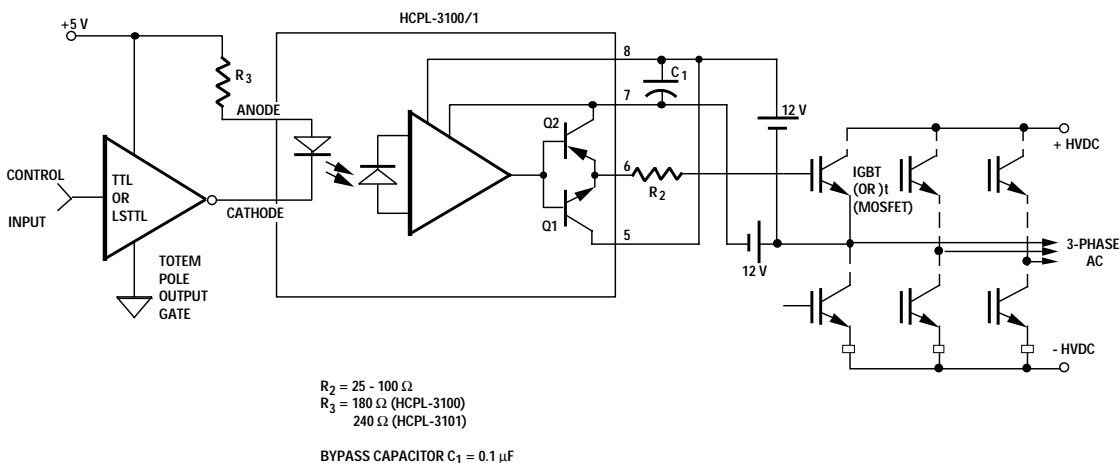 HCPL-3100/1
+5 V
R3
ANODE
CONTROL
INPUT
TTL
OR
LSTTL
CATHODE
TOTEM
POLE
OUTPUT
GATE
8
C1
7
Q2
12 V
6
R2
Q1
5
12 V
IGBT
(OR )t
(MOSFET)
+ HVDC
3-PHASE
AC
- HVDC
R2 = 25 - 100 Ω
R3 = 180 Ω (HCPL-3100)
240 Ω (HCPL-3101)
BYPASS CAPACITOR C1 = 0.1 µF